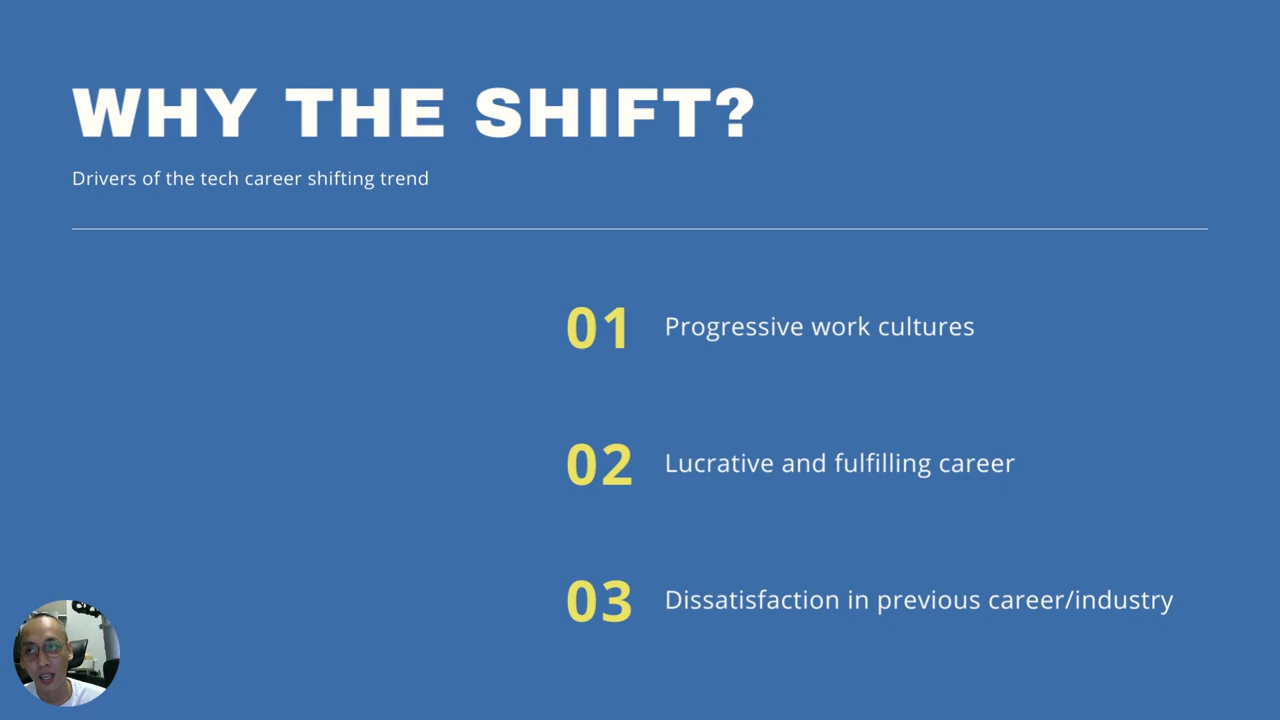 WHY THE SHIFT?
Drivers of the tech career shifting trend
01 Progressive work cultures
02 Lucrative and fulfilling career
03 Dissatisfaction in previous career/industry